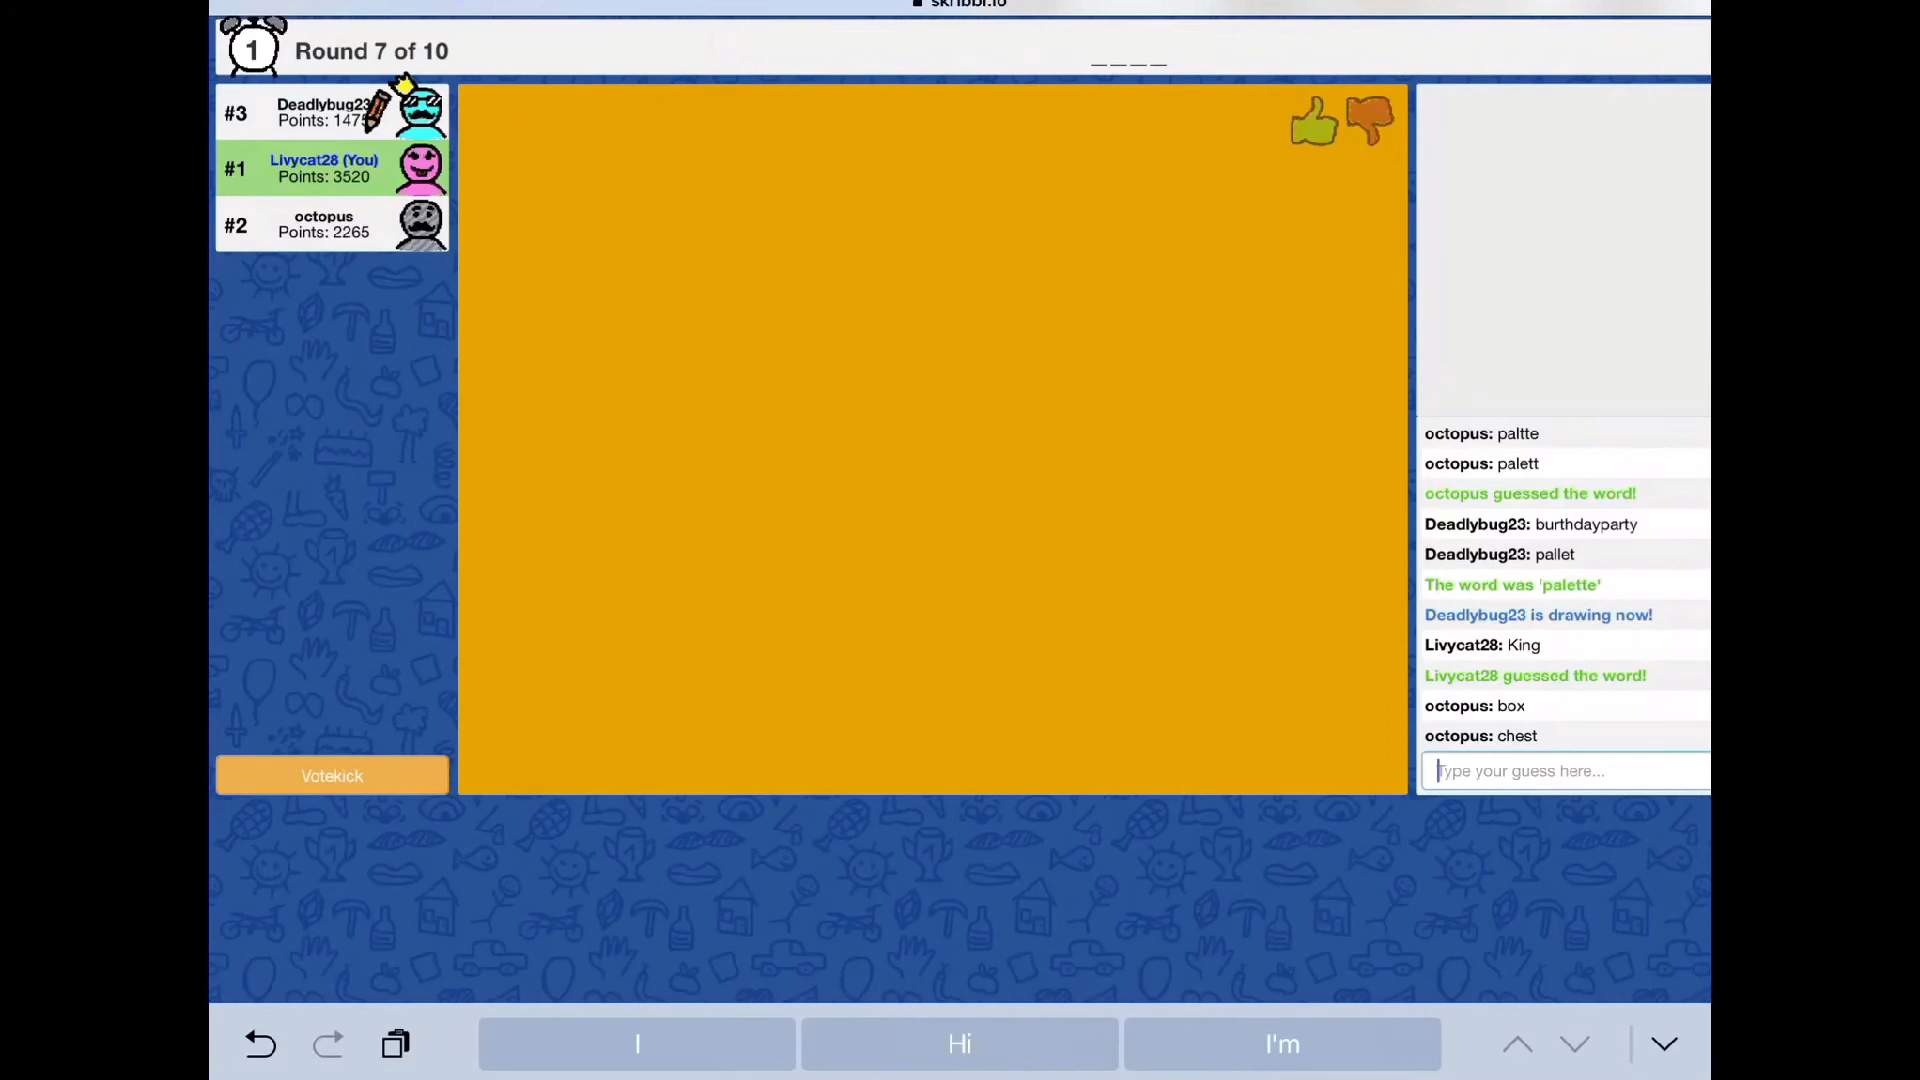 skribbl.io
1
Round 7 of 10
_ _ _ _
#3
Deadlybug23
Points: 1475
#1
Livycat28 (You)
Points: 3520
#2
octopus
Points: 2265
Votekick
octopus: paltte
octopus: palett
octopus guessed the word!
Deadlybug23: burthdayparty
Deadlybug23: pallet
The word was 'palette'
Deadlybug23 is drawing now!
Livycat28: King
Livycat28 guessed the word!
octopus: box
octopus: chest
Type your guess here...
I
Hi
I'm